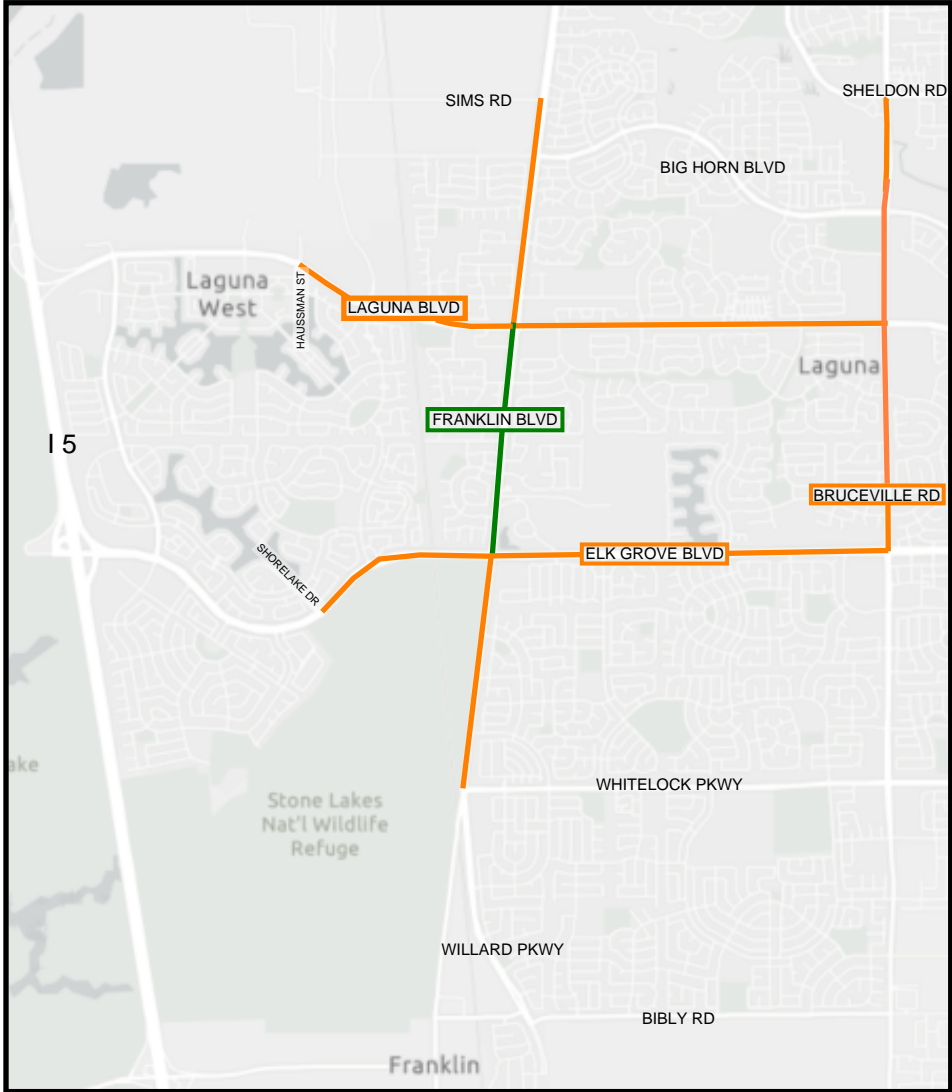 SIMS RD
SHELDON RD
BIG HORN BLVD
Laguna
West
HAUSSMAN ST
LAGUNA BLVD
Laguna
FRANKLIN BLVD
I 5
BRUCEVILLE RD
ELK GROVE BLVD
SHORELAKE DR
ake
WHITELOCK PKWY
Stone Lakes
Nat'l Wildlife
Refuge
WILLARD PKWY
BIBLY RD
Franklin